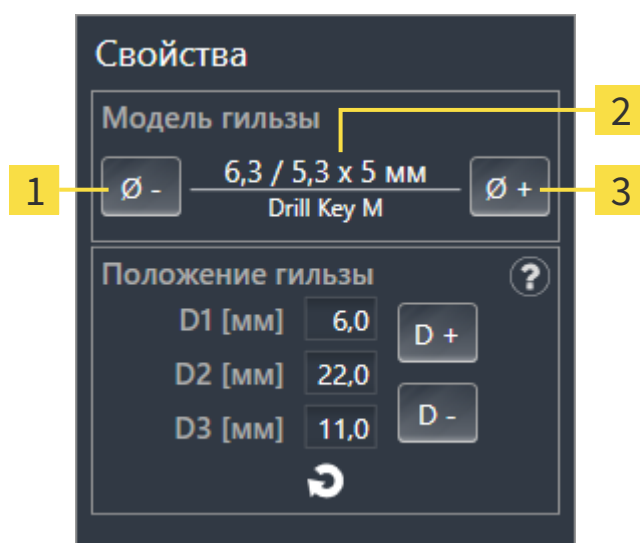 Свойства
Модель гильзы
2
1
Ø -
6,3 / 5,3 x 5 мм
Ø +
3
Drill Key M
Положение гильзы
?
D1 [мм] 6,0
D +
D2 [мм] 22,0
D3 [мм] 11,0
D -